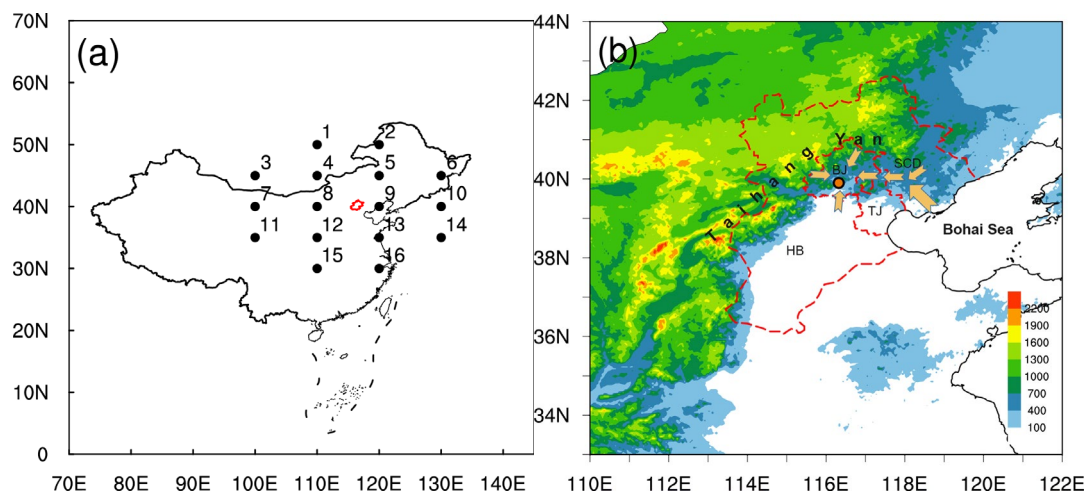 (a)
70N
60N
50N
40N
30N
20N
10N
0
70E 80E 90E 100E 110E 120E 130E 140E
1 2
3 4 5 6
7 8 9 10
11 12 13 14
15 16
2
(b)
44N
42N
40N
38N
36N
34N
110E 112E 114E 116E 118E 120E 122E
Taihang
Yan
BJ
SCD
TJ
HB
Bohai Sea
2200
1900
1600
1300
1000
700
400
100